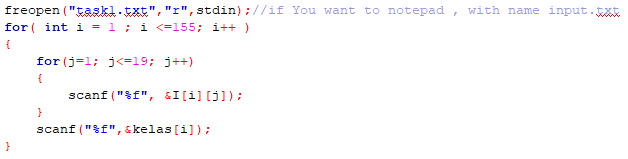 freopen("task1.txt","r",stdin);//if You want to notepad , with name input.txt
for( int i = 1 ; i <=155; i++ )
{
for(j=1; j<=19; j++)
{
scanf("%f", &I[i][j]);
}
scanf("%f",&kelas[i]);
}